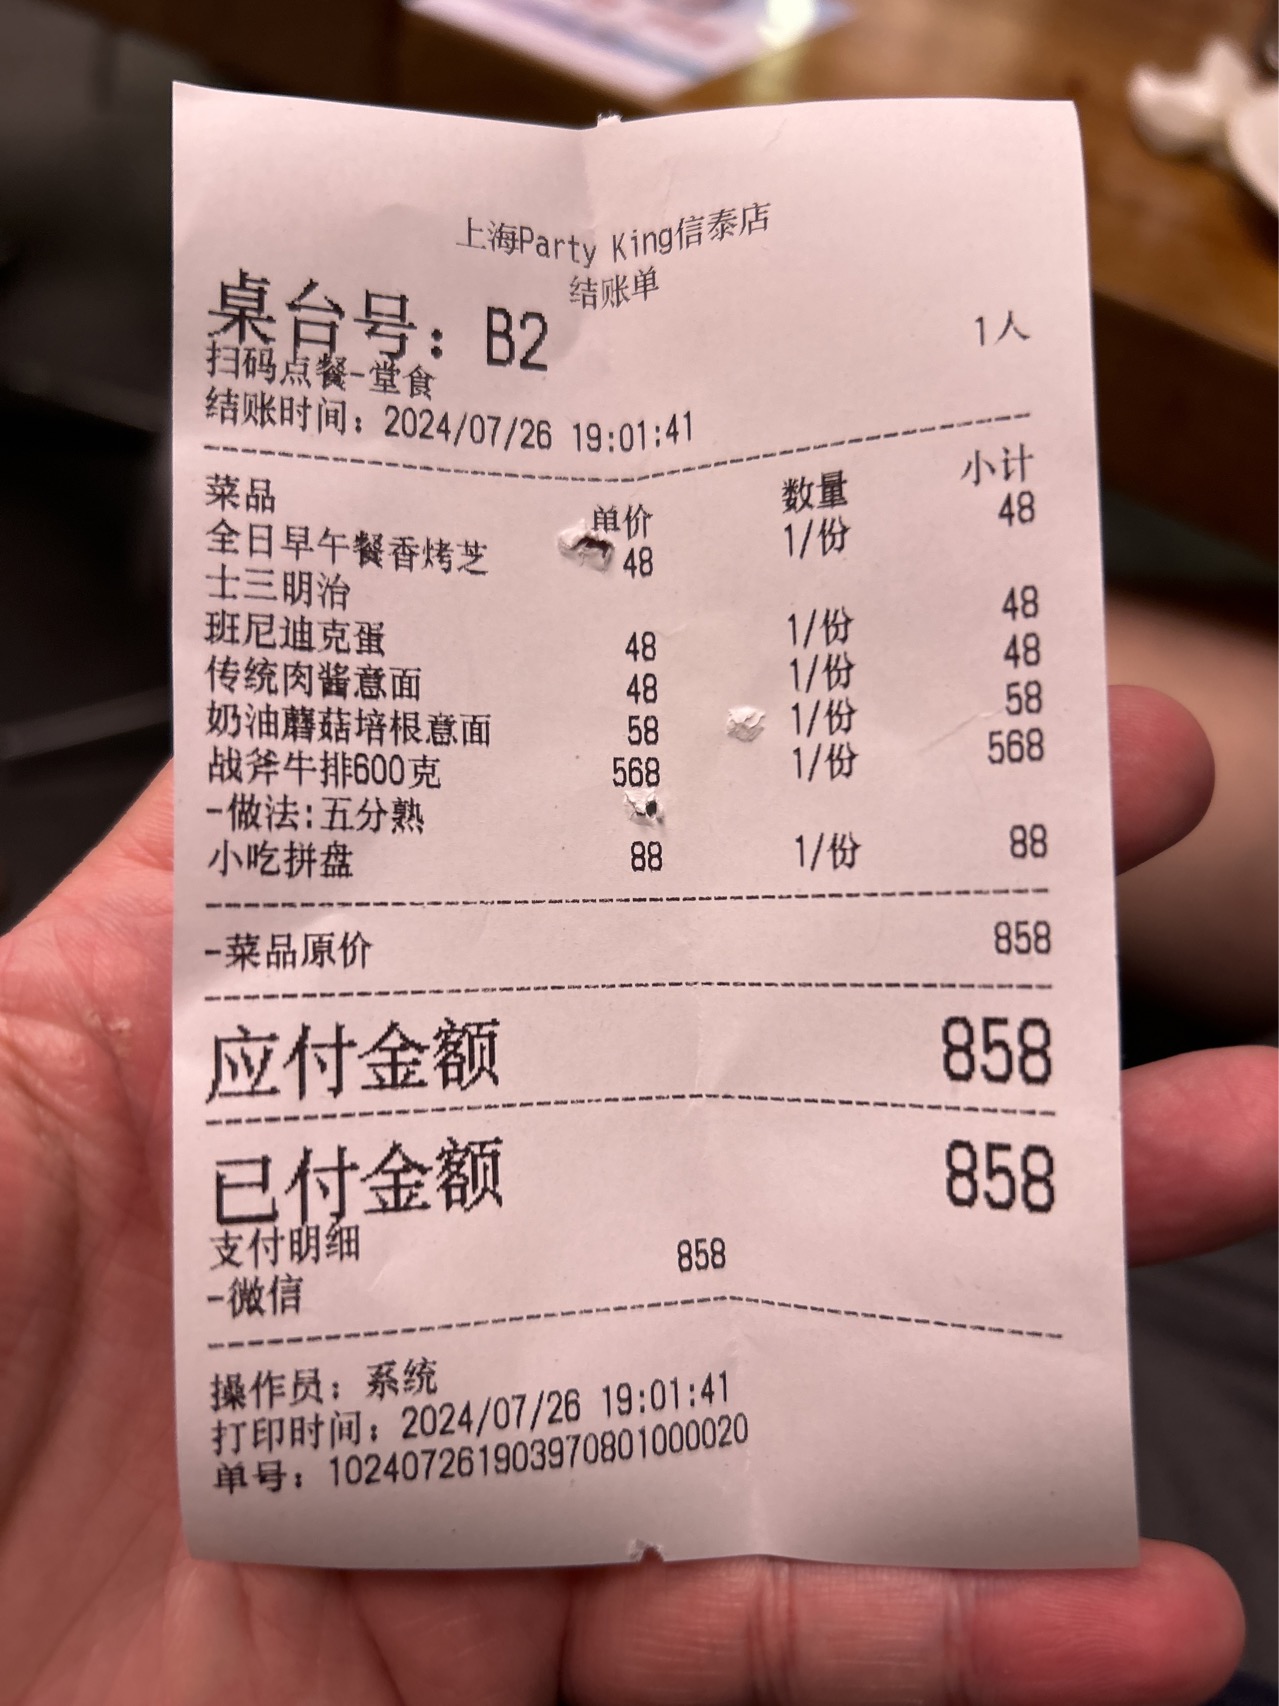 上海Party King信泰店
结账单
桌台号：B2 1人
扫码点餐-堂食
结账时间：2024/07/26 19:01:41
菜品 单价 数量 小计
全日早午餐香烤芝 48 1/份 48
士三明治
班尼迪克蛋 48 1/份 48
传统肉酱意面 48 1/份 48
奶油蘑菇培根意面 58 1/份 58
战斧牛排600克 568 1/份 568
-做法:五分熟
小吃拼盘 88 1/份 88
-菜品原价 858
应付金额 858
已付金额 858
支付明细
-微信 858
操作员：系统
打印时间：2024/07/26 19:01:41
单号：102407261903970801000020